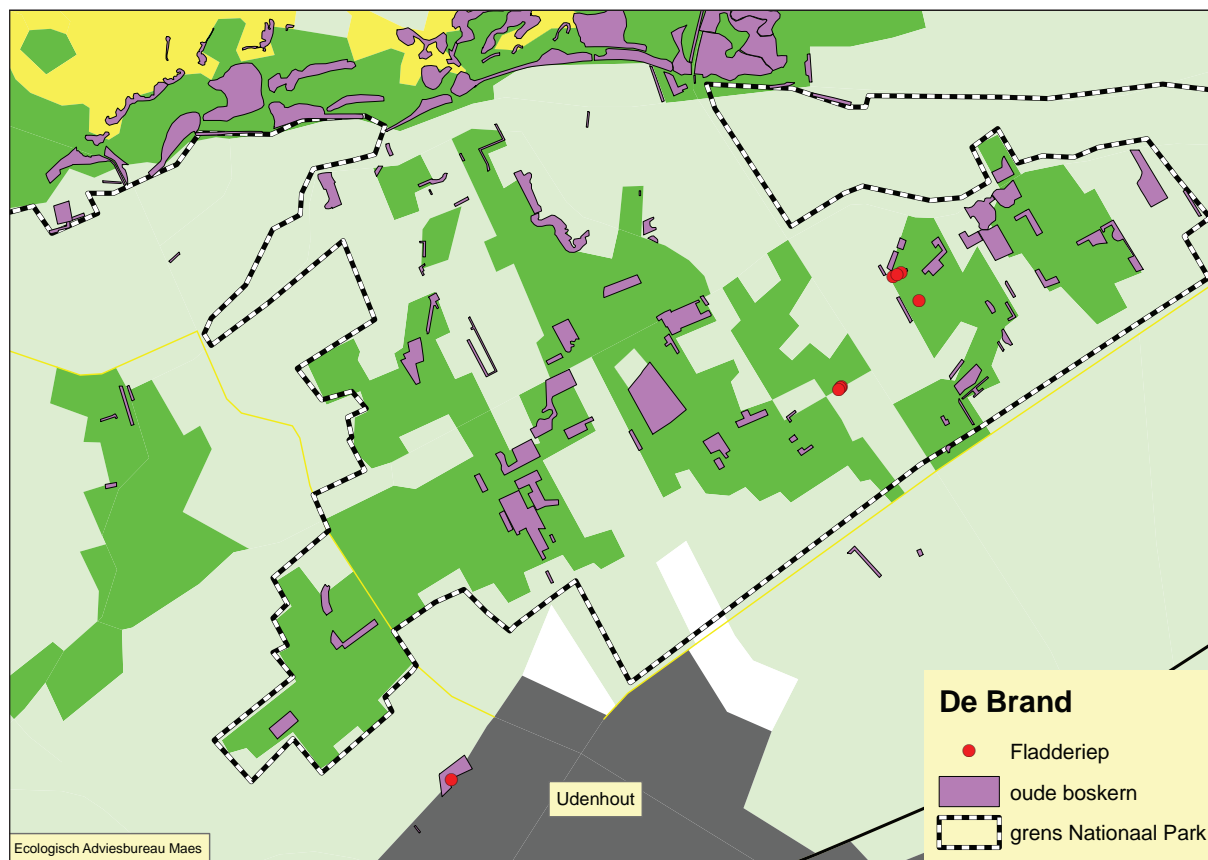 De Brand
Fladderiep
oude boskern
grens Nationaal Park
Udenhout
Ecologisch Adviesbureau Maes